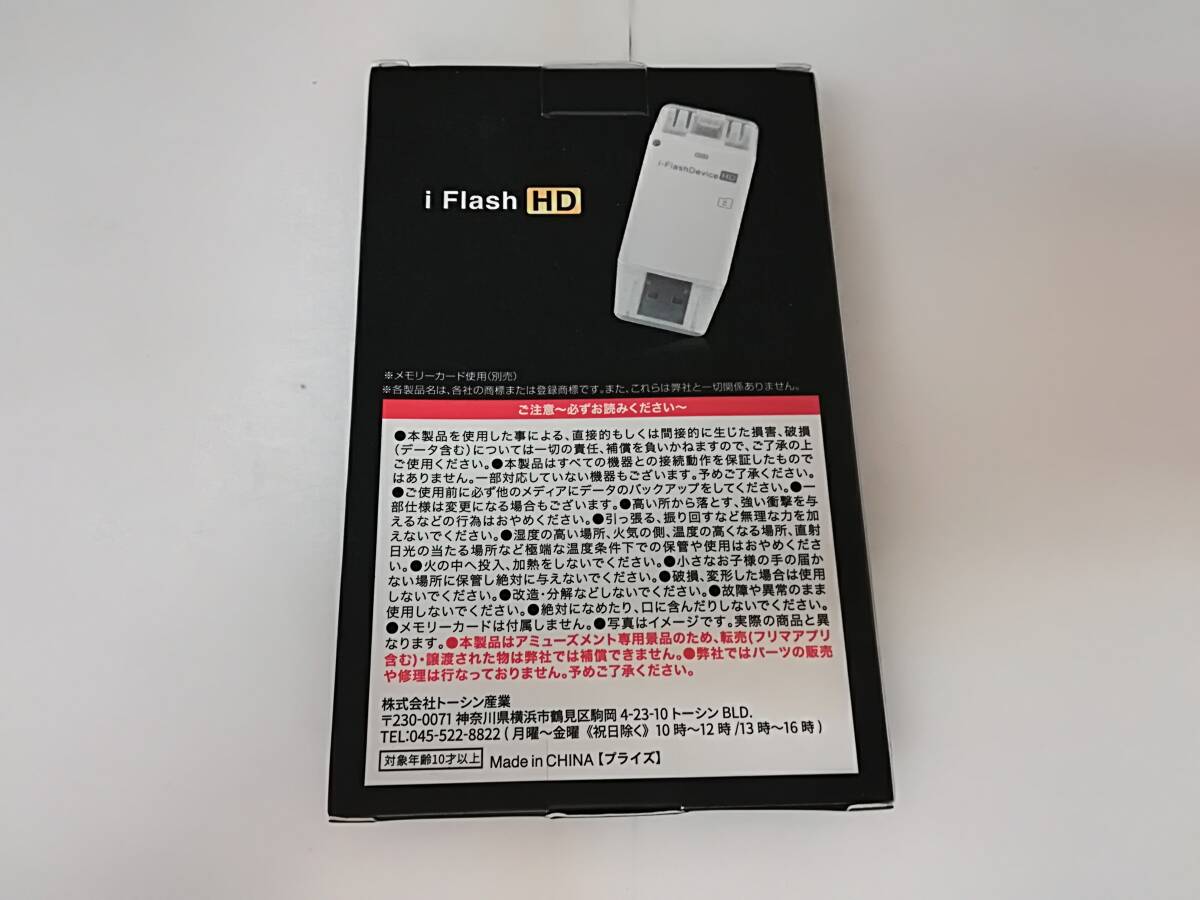 i-FlashDevice HD
i Flash HD
※メモリーカード使用(別売)
※各製品名は、各社の商標または登録商標です。また、これらは弊社と一切関係ありません。
ご注意～必ずお読みください～
●本製品を使用した事による、直接的もしくは間接的に生じた損害、破損
(データ含む)については一切の責任、補償を負いかねますので、ご了承の上
ご使用ください。●本製品はすべての機器との接続動作を保証したもので
はありません。一部対応していない機器もございます。予めご了承ください。
●ご使用前に必ず他のメディアにデータのバックアップをしてください。●一
部仕様は変更になる場合もございます。●高い所から落とす、強い衝撃を与
えるなどの行為はおやめください。●引っ張る、振り回すなど無理な力を加
えないでください。●湿度の高い場所、火気の側、温度の高くなる場所、直射
日光の当たる場所など極端な温度条件下での保管や使用はおやめくださ
い。●火の中へ投入、加熱をしないでください。●小さなお子様の手の届か
ない場所に保管し絶対に与えないでください。●破損、変形した場合は使用
しないでください。●改造・分解などしないでください。●故障や異常のまま
使用しないでください。●絶対になめたり、口に含んだりしないでください。
●メモリーカードは付属しません。●写真はイメージです。実際の商品と異
なります。●本製品はアミューズメント専用景品のため、転売(フリマアプリ
含む)・譲渡された物は弊社では補償できません。●弊社ではパーツの販売
や修理は行なっておりません。予めご了承ください。
株式会社トーシン産業
〒230-0071 神奈川県横浜市鶴見区駒岡 4-23-10 トーシン BLD.
TEL:045-522-8822 ( 月曜～金曜《祝日除く》10 時～12 時 /13 時～16 時 )
対象年齢10才以上 Made in CHINA【プライズ】